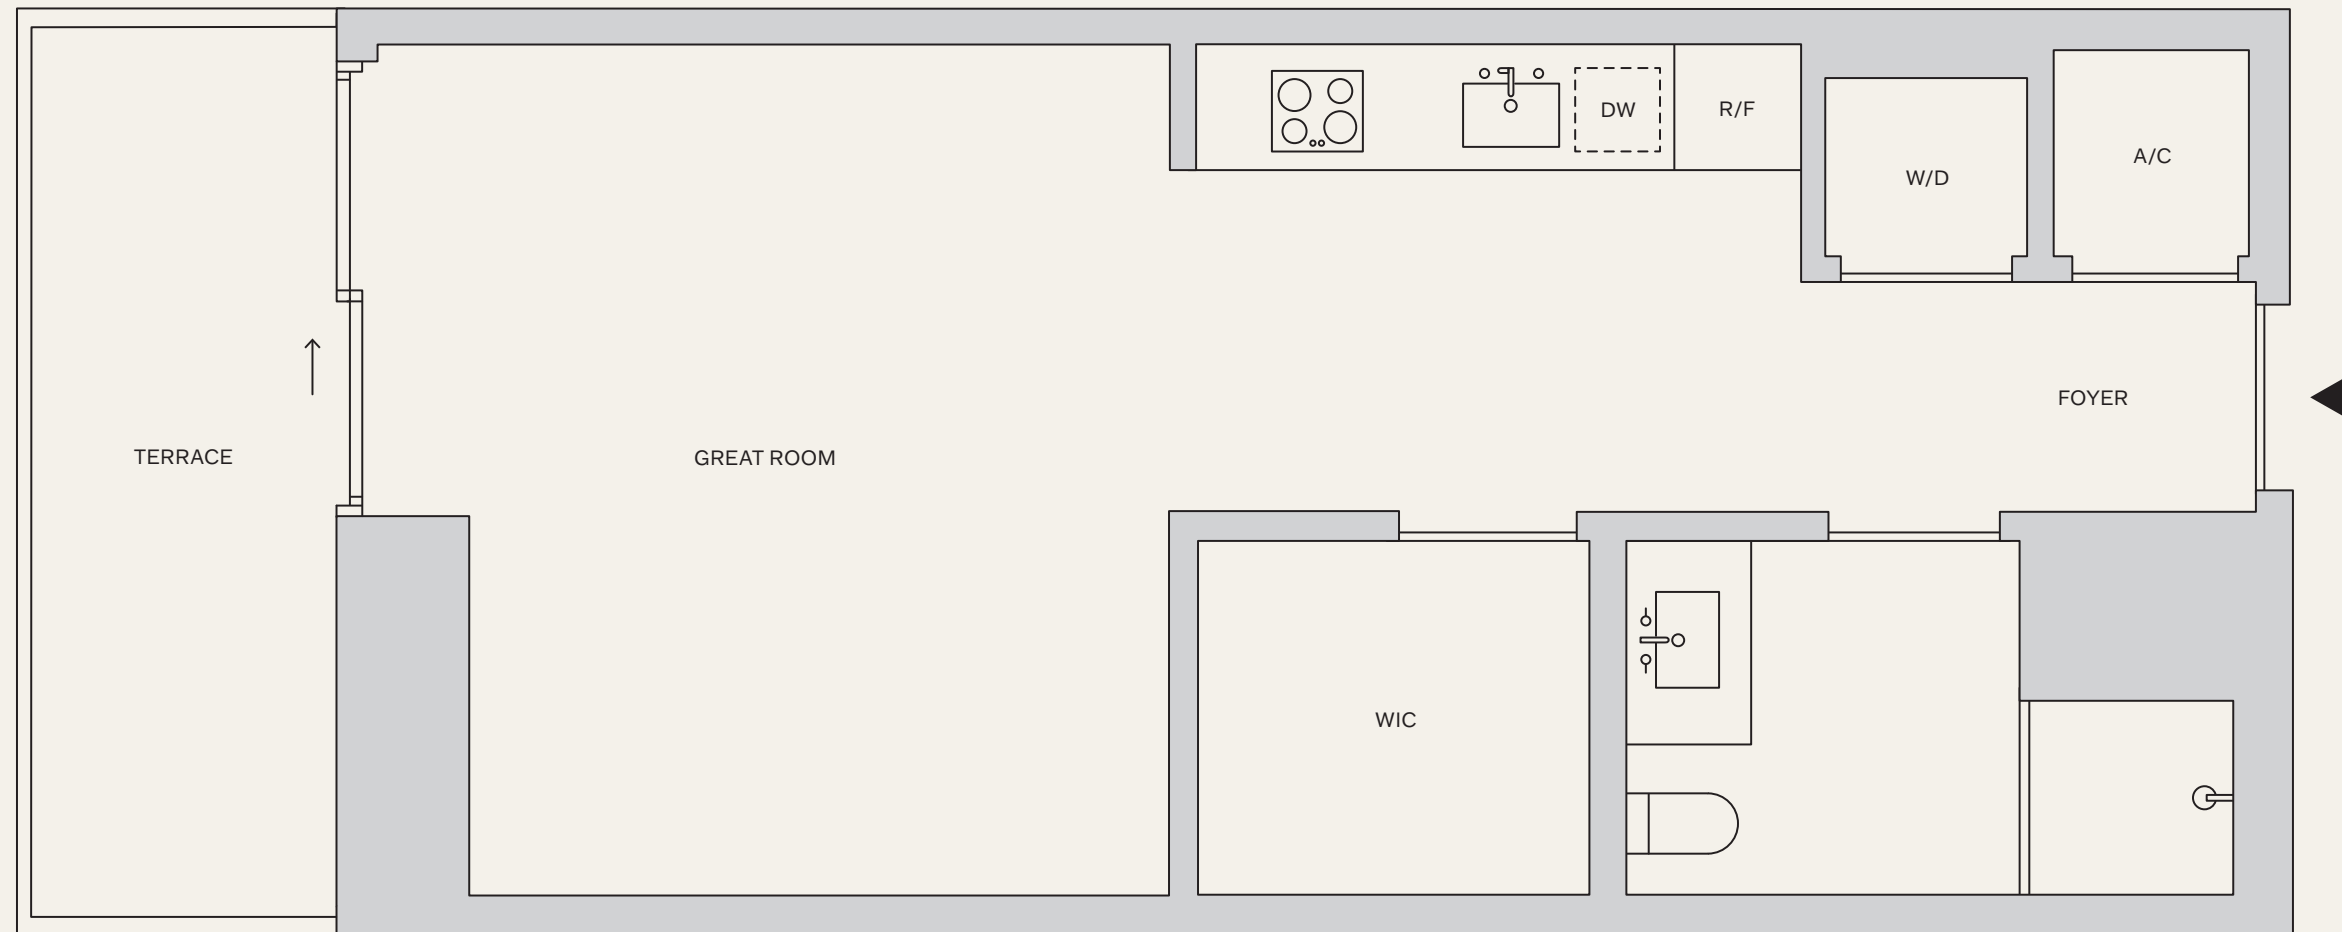 DW
R/F
W/D
A/C
FOYER
TERRACE
GREAT ROOM
WIC